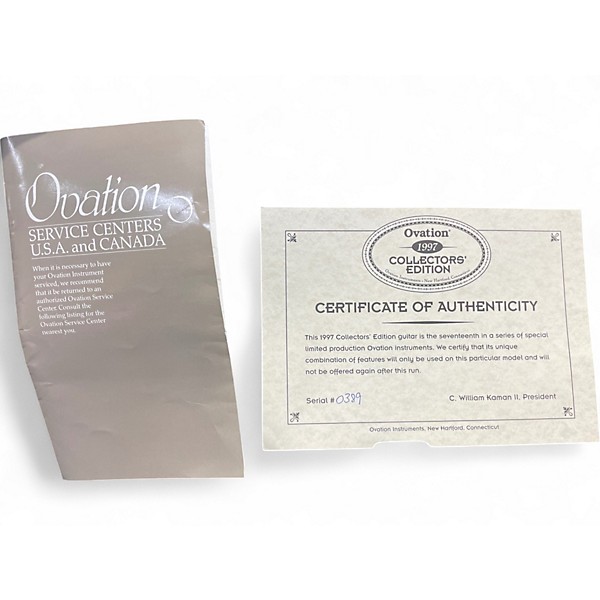 Ovation
SERVICE CENTERS
U.S.A. and CANADA
When it is necessary to have
your Ovation Instrument
serviced, we recommend
that it be returned to an
authorized Ovation Service
Center. Consult the
following listing for the
Ovation Service Center
nearest you.
Ovation®
1997
COLLECTORS'
EDITION
Ovation Instruments - New Hartford, Connecticut
CERTIFICATE OF AUTHENTICITY
This 1997 Collectors' Edition guitar is the seventeenth in a series of special
limited production Ovation instruments. We certify that its unique
combination of features will only be used on this particular model and will
not be offered again after this run.
Serial # 0389
C. William Kaman II, President
Ovation Instruments, New Hartford, Connecticut